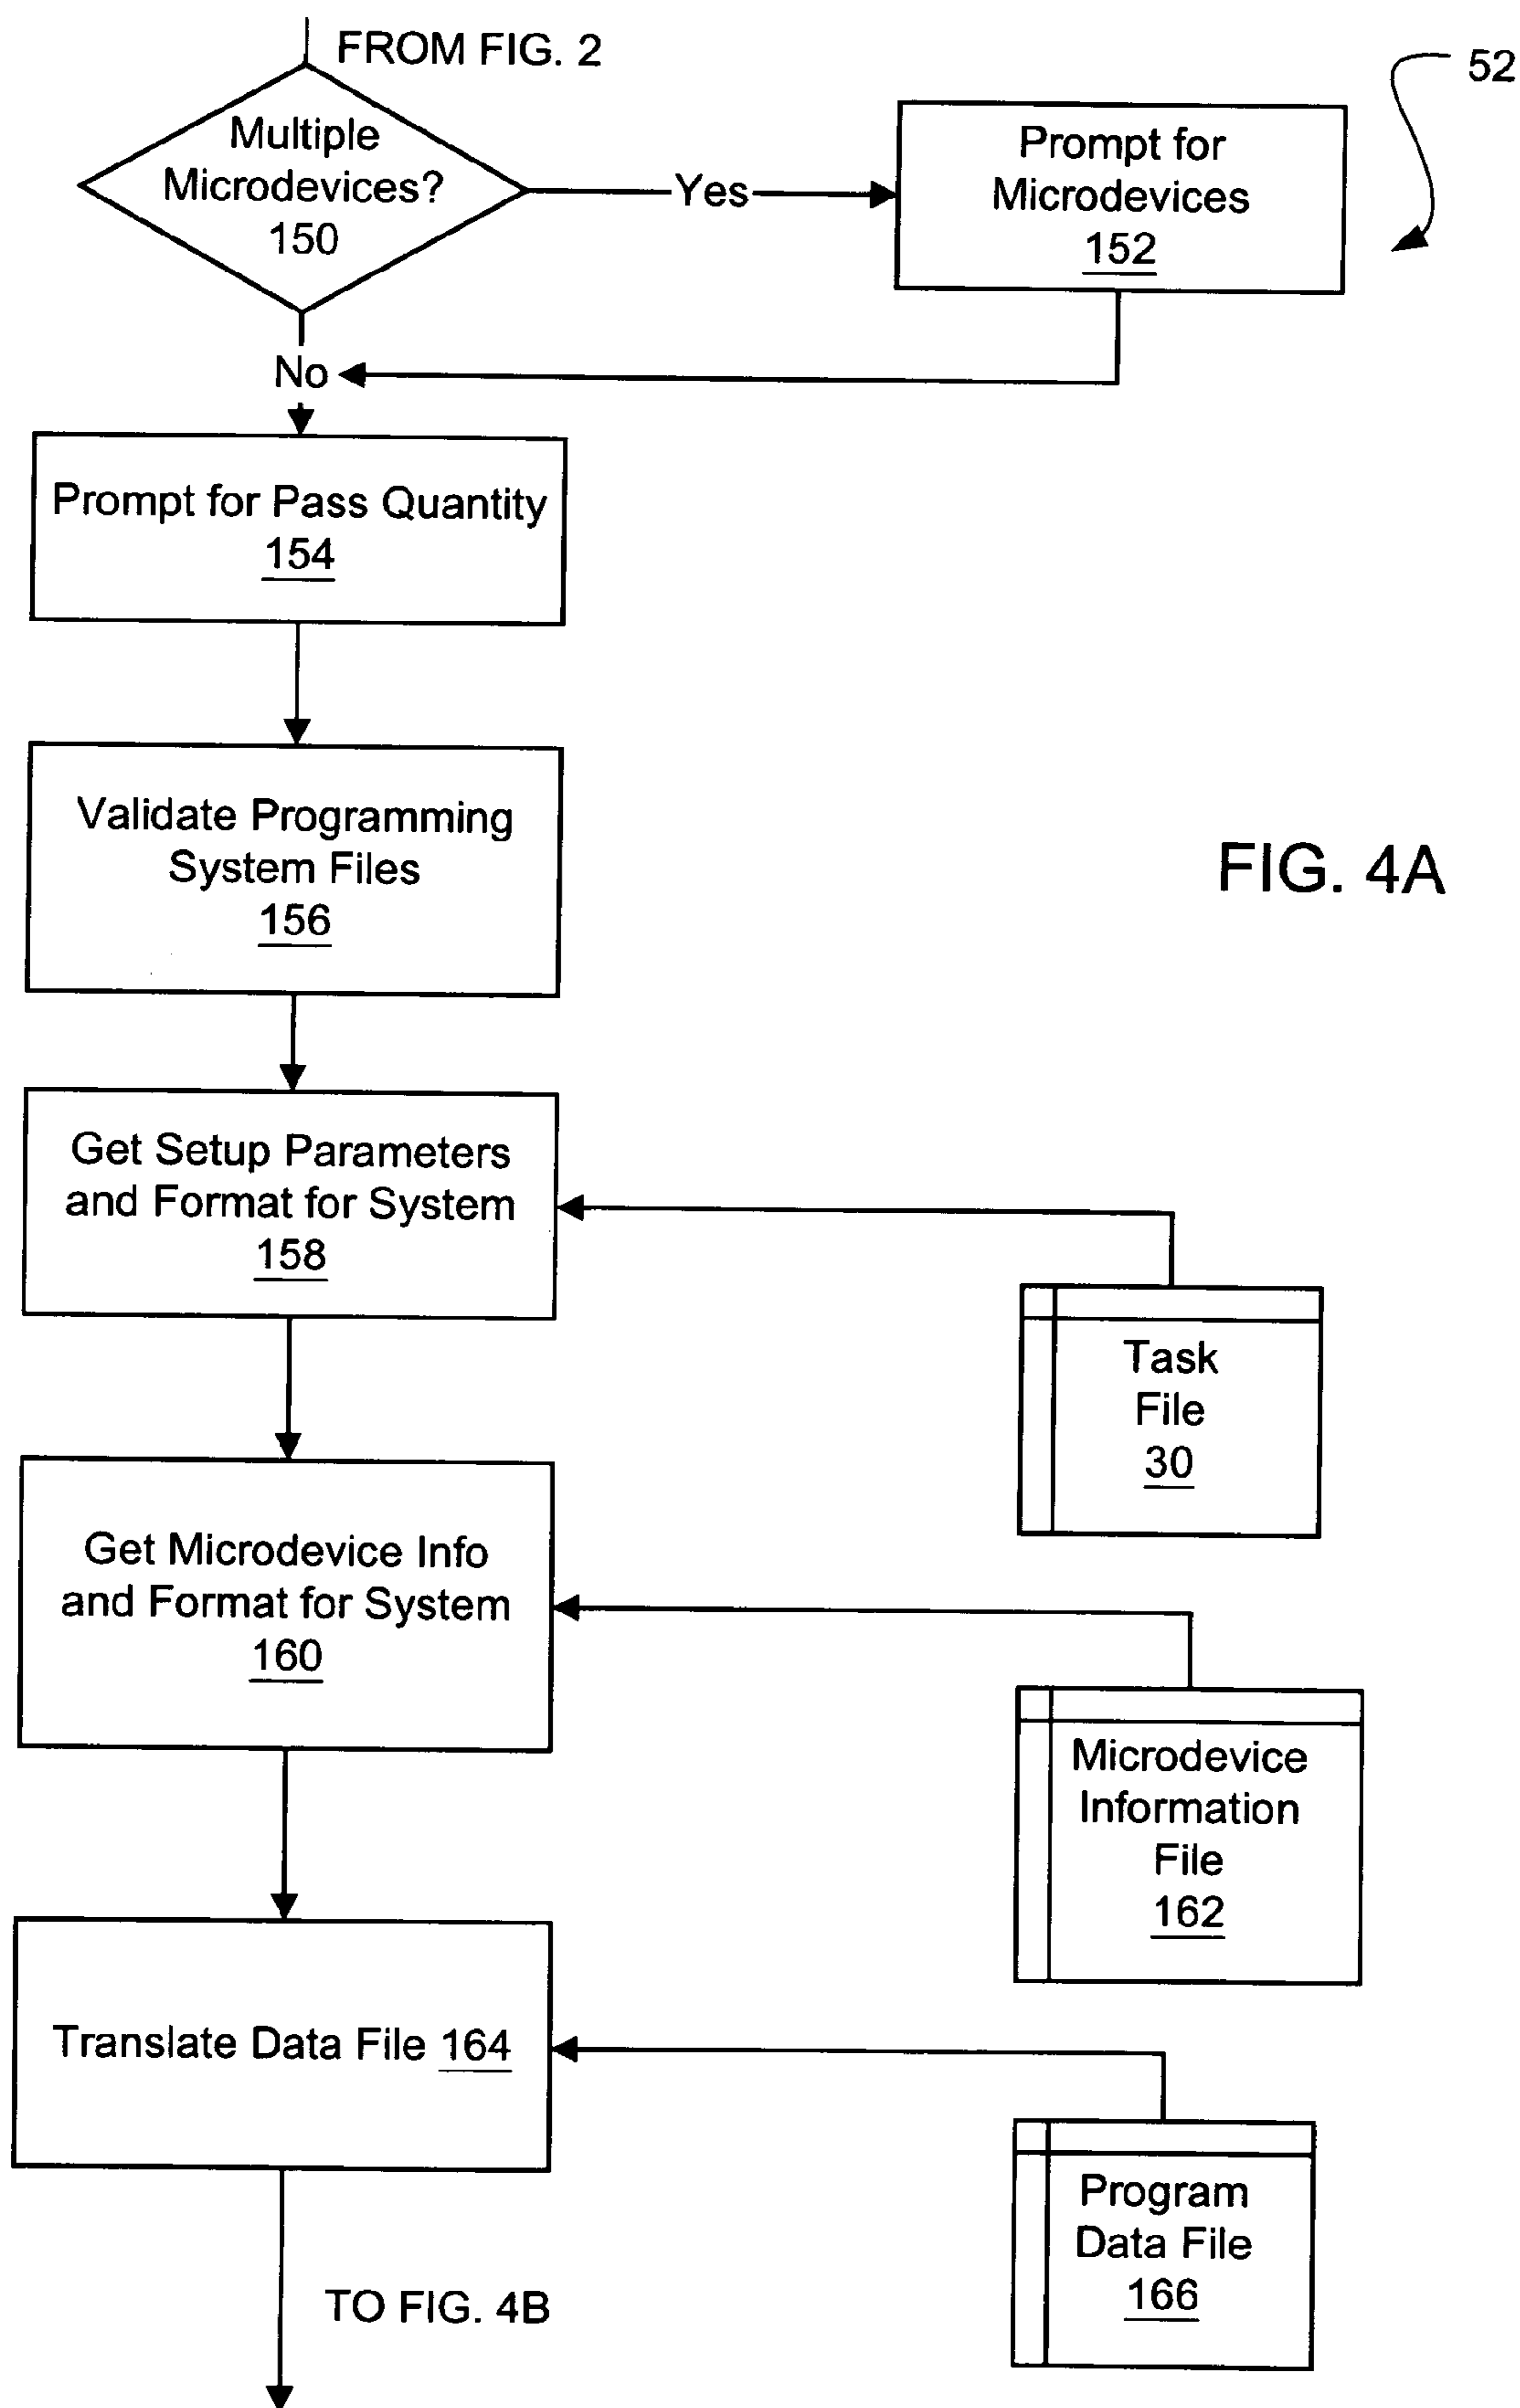 FROM FIG. 2
52
Multiple
Microdevices?
150
Yes
Prompt for
Microdevices
152
No
Prompt for Pass Quantity
154
Validate Programming
System Files
156
FIG. 4A
Get Setup Parameters
and Format for System
158
Task
File
30
Get Microdevice Info
and Format for System
160
Microdevice
Information
File
162
Translate Data File 164
Program
Data File
166
TO FIG. 4B